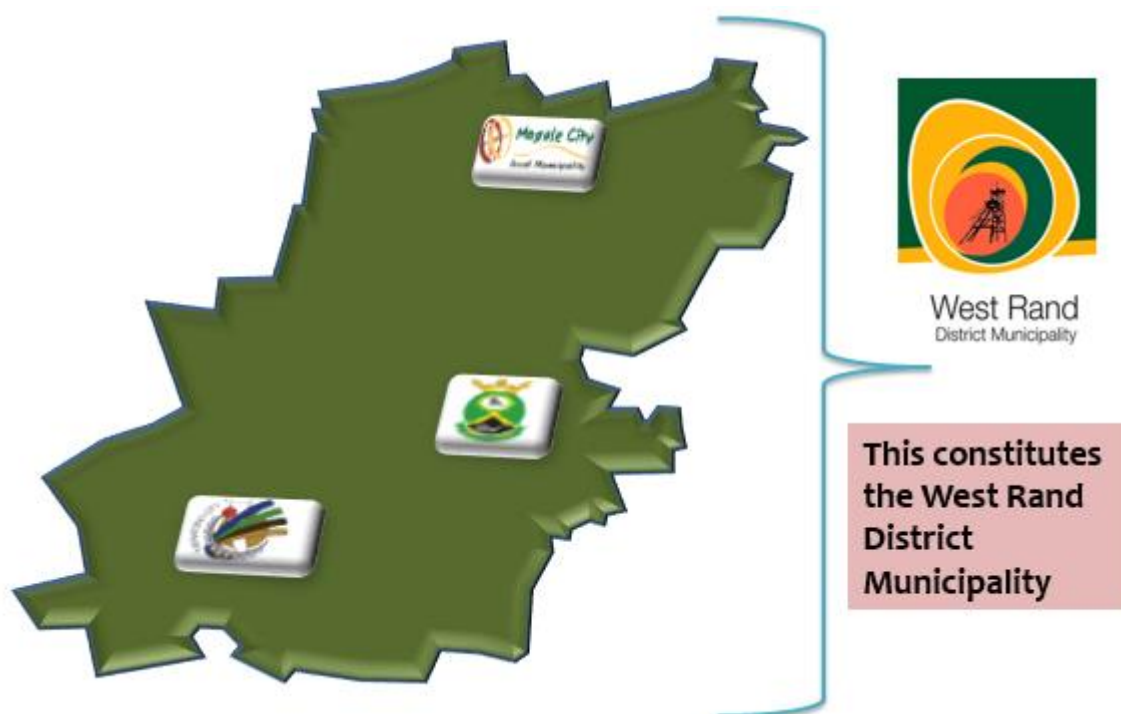 Mogale City
Local Municipality
West Rand
District Municipality
This constitutes
the West Rand
District
Municipality